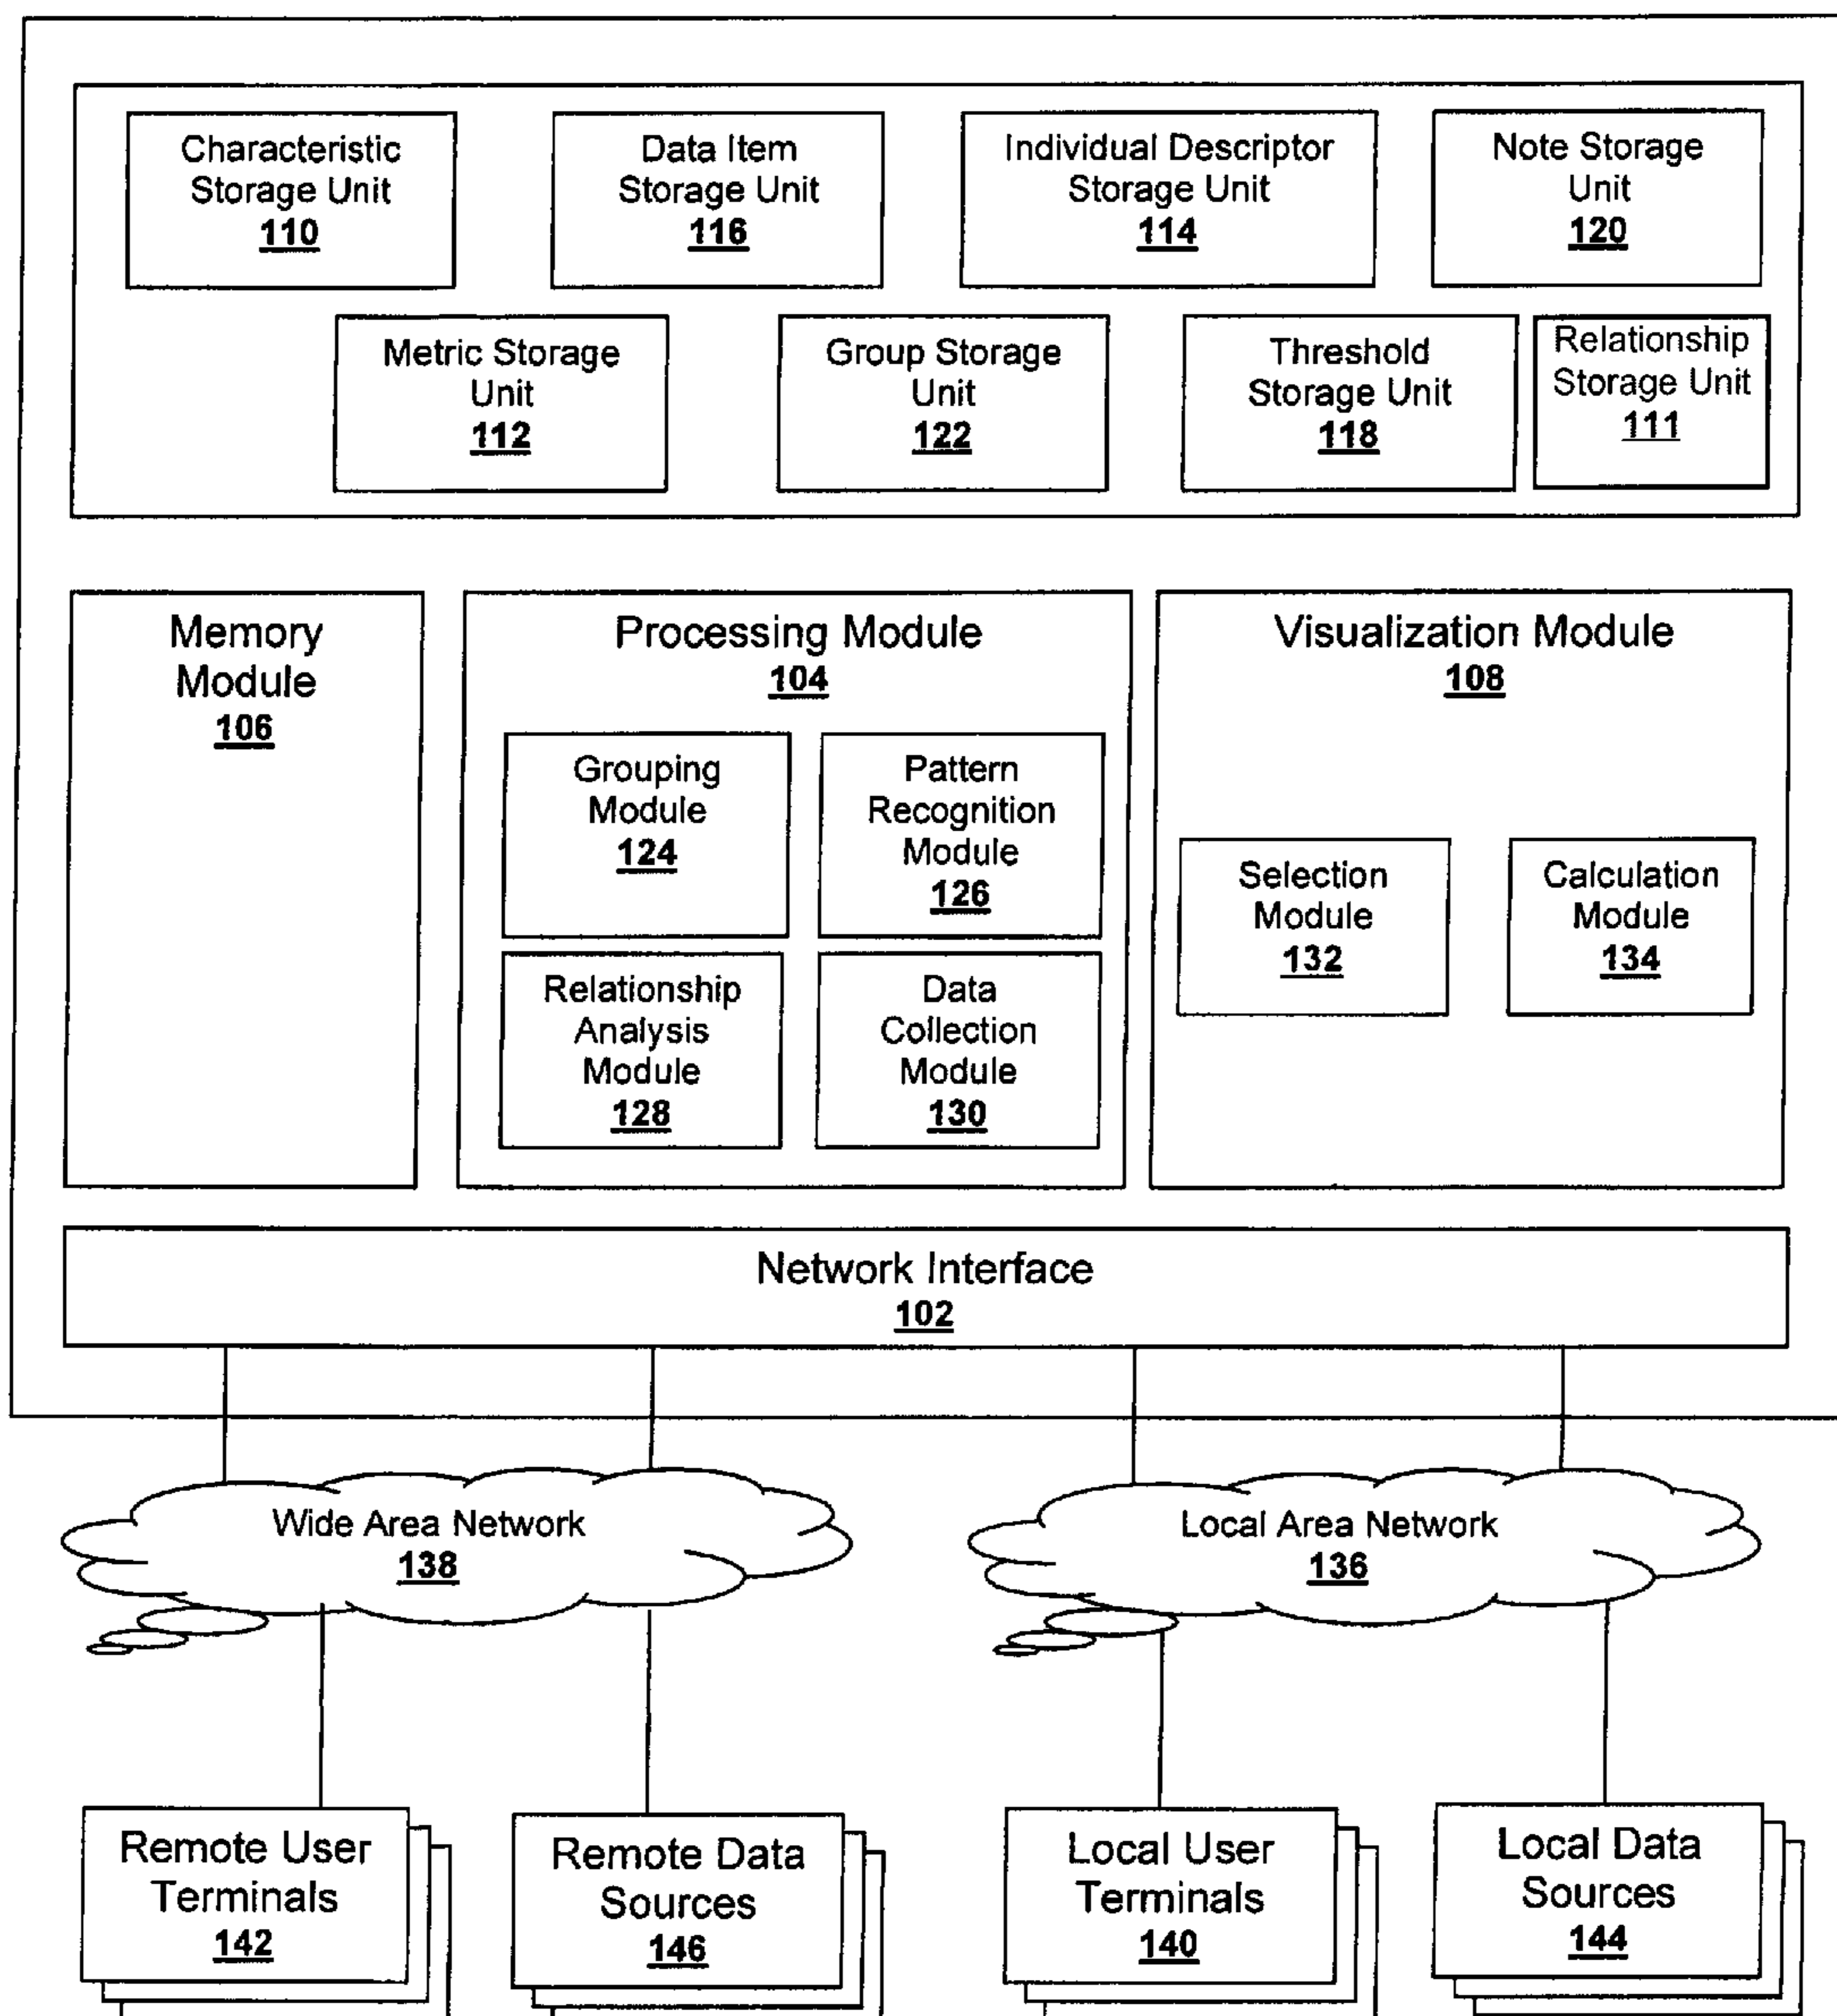 Characteristic
Storage Unit
110
Data Item
Storage Unit
116
Individual Descriptor
Storage Unit
114
Note Storage
Unit
120
Metric Storage
Unit
112
Group Storage
Unit
122
Threshold
Storage Unit
118
Relationship
Storage Unit
111
Memory
Module
106
Processing Module
104
Grouping
Module
124
Pattern
Recognition
Module
126
Relationship
Analysis
Module
128
Data
Collection
Module
130
Visualization Module
108
Selection
Module
132
Calculation
Module
134
Network Interface
102
Wide Area Network
138
Local Area Network
136
Remote User
Terminals
142
Remote Data
Sources
146
Local User
Terminals
140
Local Data
Sources
144